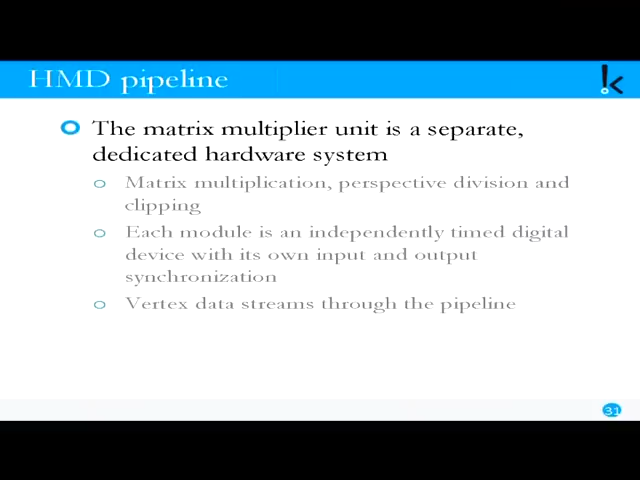 HMD pipeline
The matrix multiplier unit is a separate,
dedicated hardware system
Matrix multiplication, perspective division and
clipping
Each module is an independently timed digital
device with its own input and output
synchronization
Vertex data streams through the pipeline
31